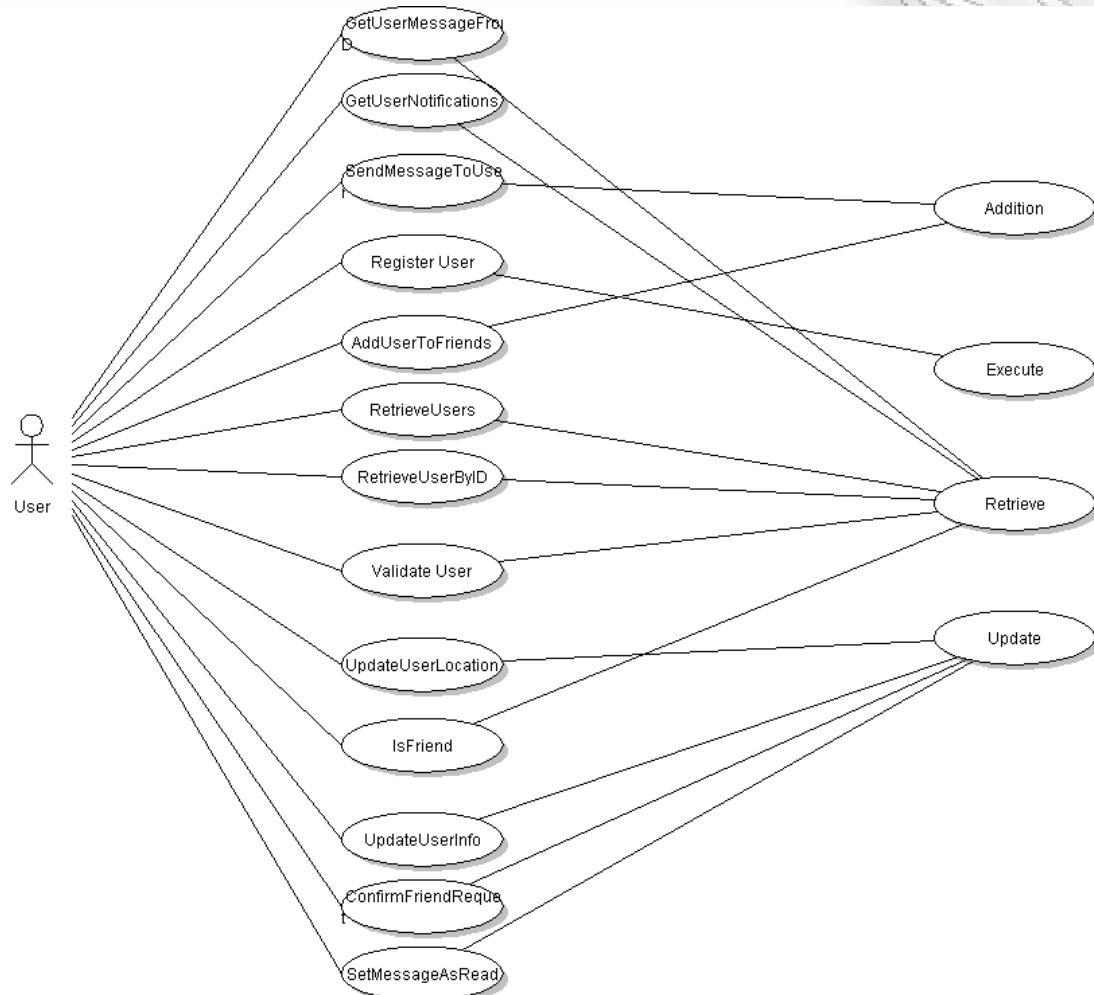 GetUserMessageFro
D
GetUserNotifications
SendMessageToUse
Addition
Register User
AddUserToFriends
Execute
RetrieveUsers
RetrieveUserByID
User
Retrieve
Validate User
Update
UpdateUserLocation
IsFriend
UpdateUserInfo
ConfirmFriendReque
t
SetMessageAsRead